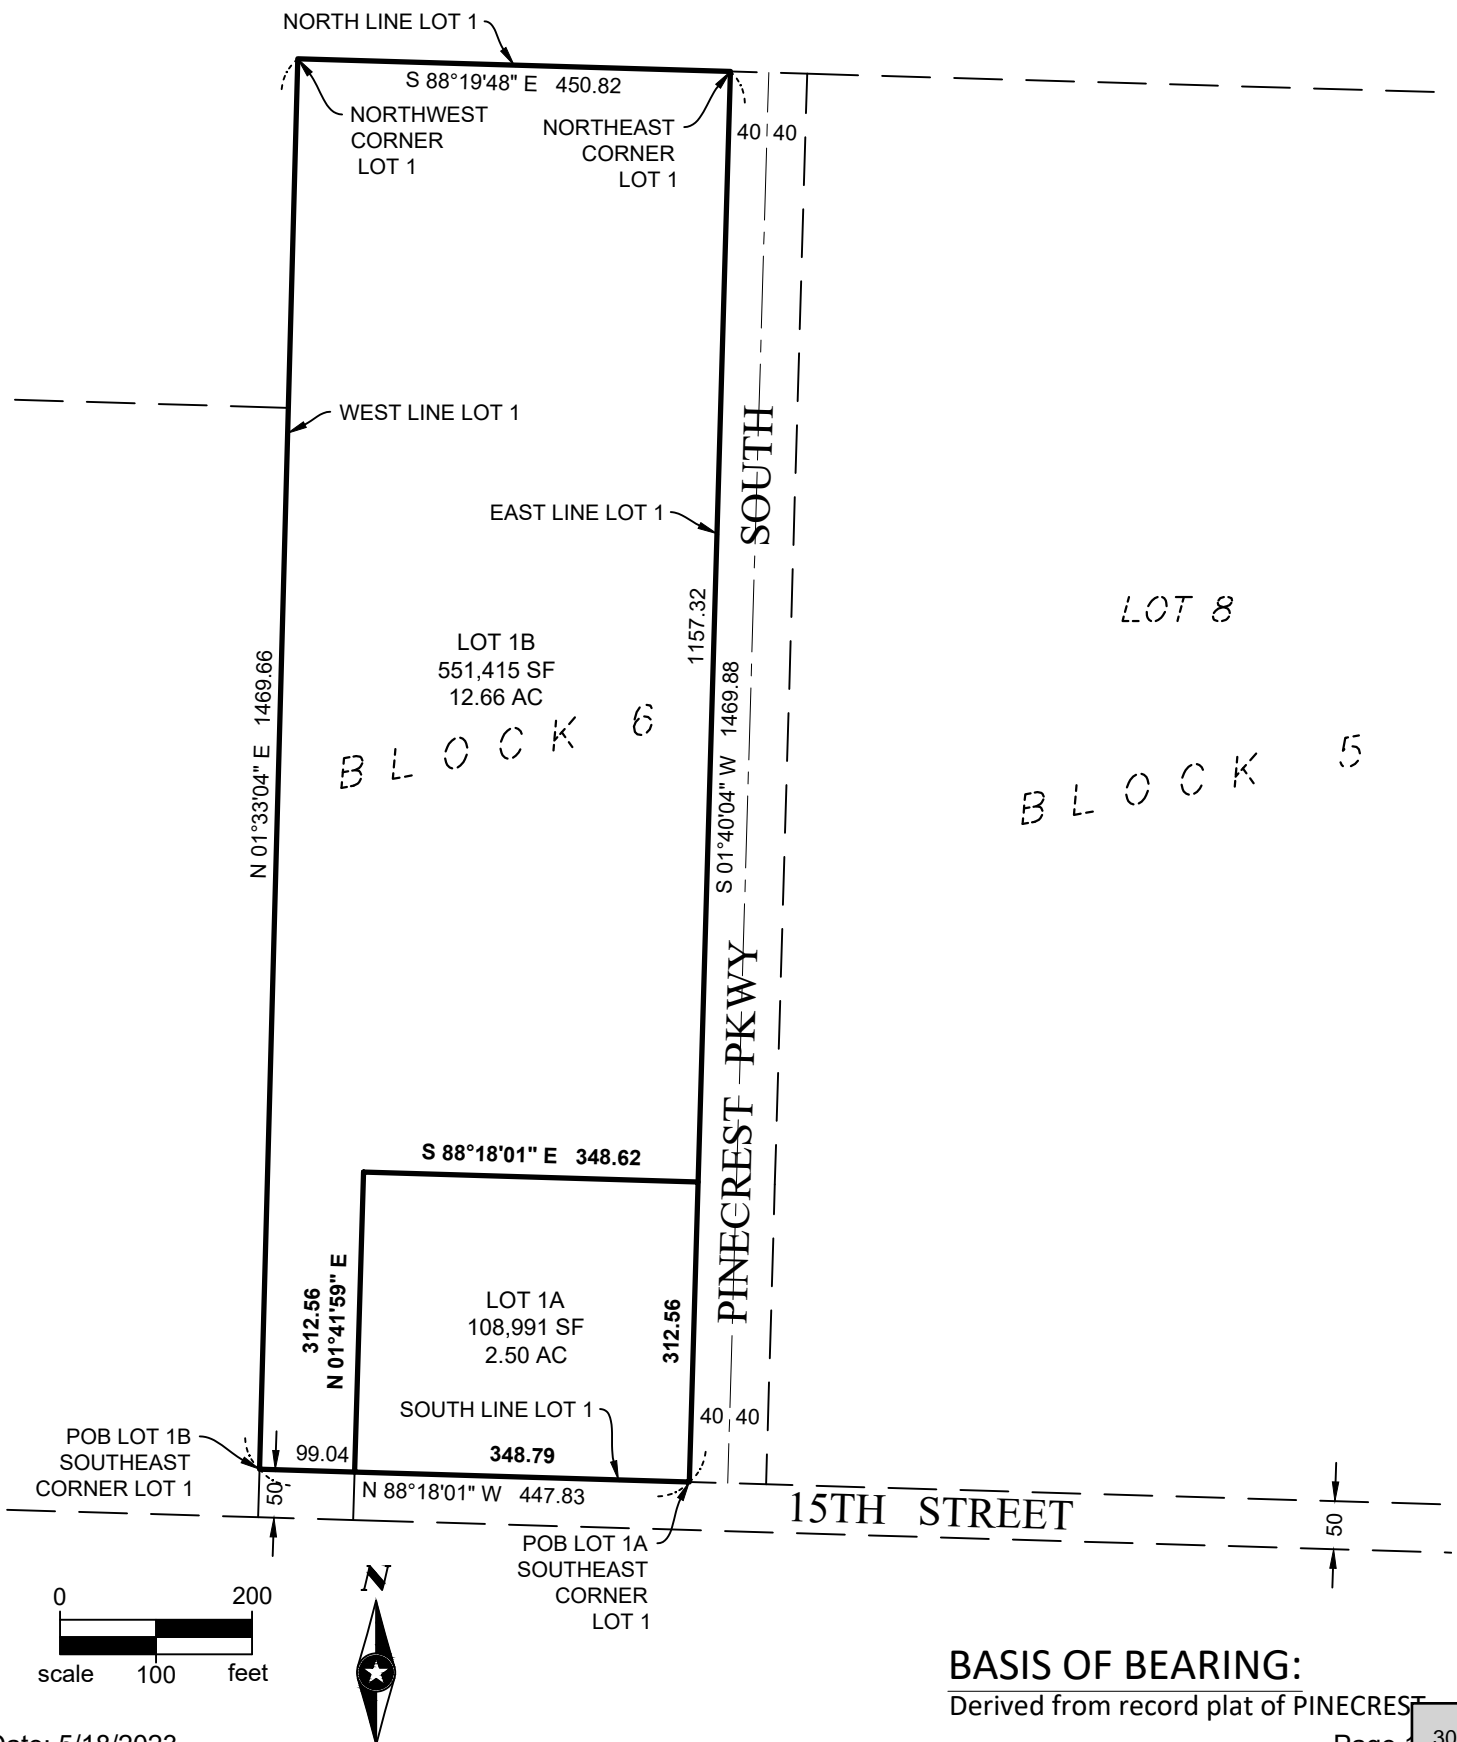 NORTH LINE LOT 1
S 88°19'48" E 450.82
NORTHWEST
CORNER
LOT 1
NORTHEAST
CORNER
LOT 1
40 40
WEST LINE LOT 1
EAST LINE LOT 1
SOUTH
1157.32
LOT 8
LOT 1B
551,415 SF
12.66 AC
N 01°33'04" E 1469.66
S 01°40'04" W 1469.88
BLOCK 6
BLOCK 5
PINECREST PKWY
S 88°18'01" E 348.62
312.56
N 01°41'59" E
LOT 1A
108,991 SF
2.50 AC
312.56
SOUTH LINE LOT 1
40 40
POB LOT 1B
SOUTHEAST
CORNER LOT 1
99.04
348.79
50
N 88°18'01" W 447.83
15TH STREET
50
POB LOT 1A
SOUTHEAST
CORNER
LOT 1
N
0 200
scale 100 feet
BASIS OF BEARING:
Derived from record plat of PINECREST
Date: 5/18/2023
Page 1
30